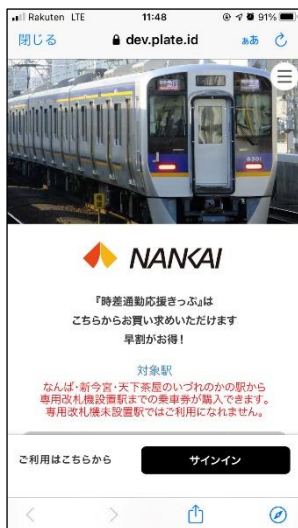 Rakuten LTE 11:48 91%
閉じる dev.plate.id ぁあ
8301
NANKAI
『時差通勤応援きっぷ』は
こちらからお買い求めいただけます
早割がお得！
対象駅
なんば・新今宮・天下茶屋のいづれのかの駅から
専用改札機設置駅までの乗車券が購入できます。
専用改札機未設置駅ではご利用になれません。
ご利用はこちらから サインイン